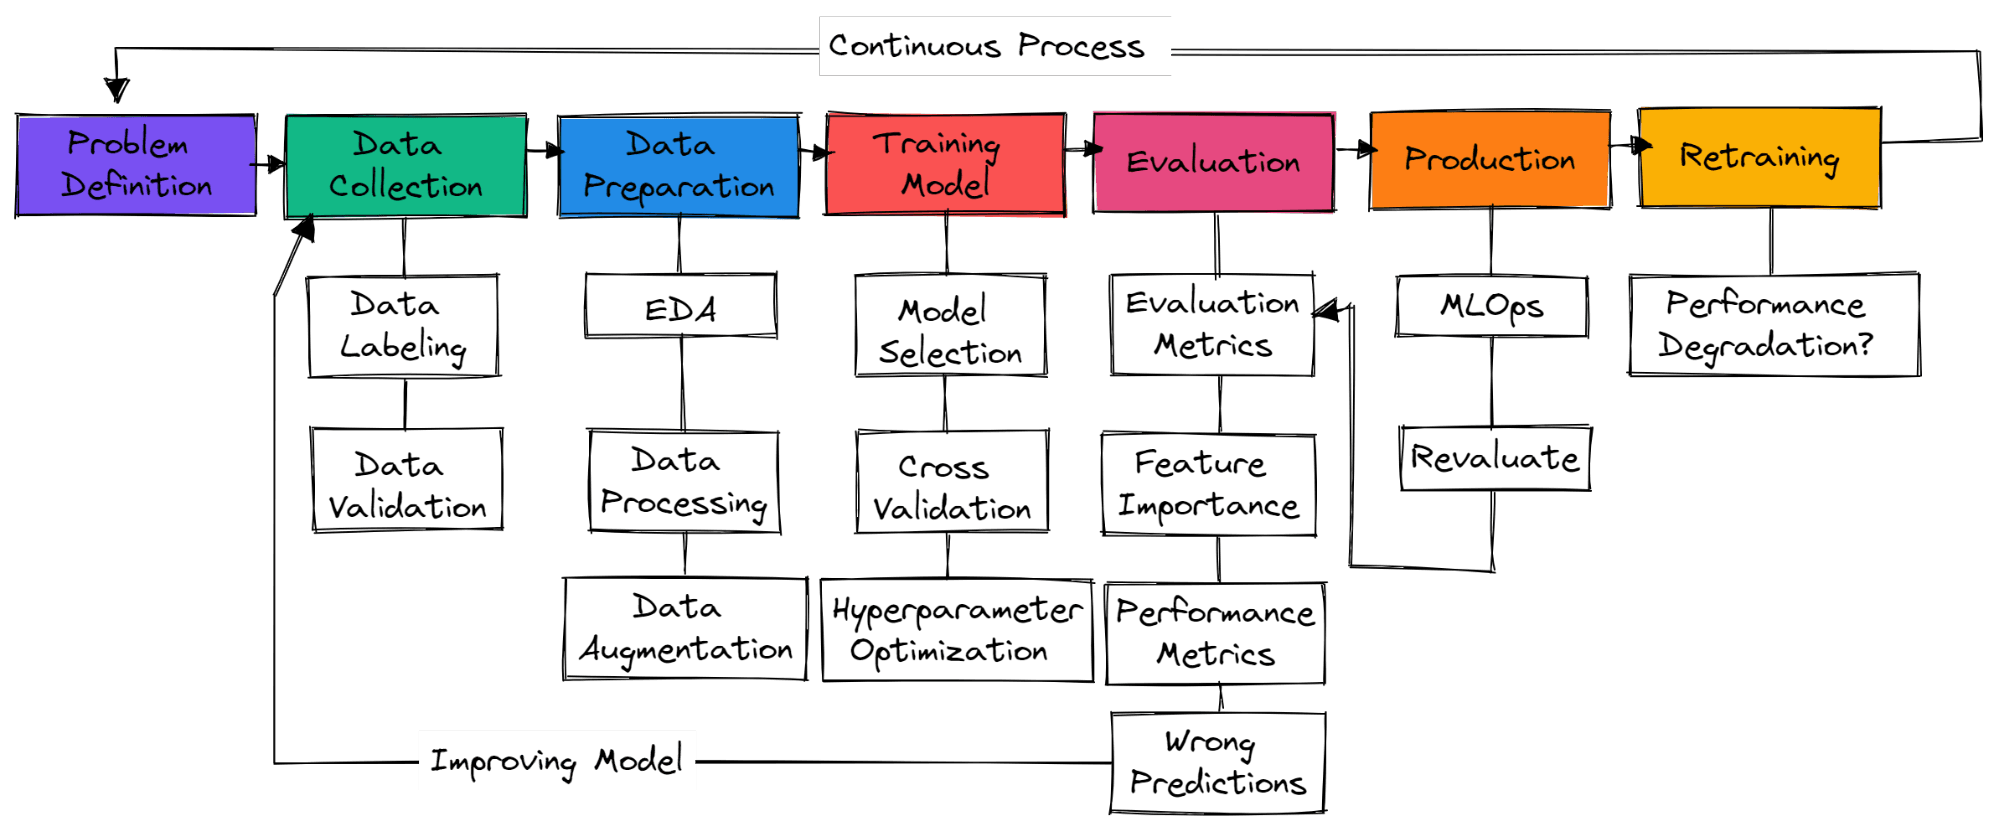 Continuous Process
Problem
Definition
Data
Collection
Data
Preparation
Training
Model
Evaluation
Production
Retraining
Data
Labeling
Data
Validation
EDA
Data
Processing
Data
Augmentation
Model
Selection
Cross
Validation
Hyperparameter
Optimization
Evaluation
Metrics
Feature
Importance
Performance
Metrics
Wrong
Predictions
MLOps
Revaluate
Performance
Degradation?
Improving Model